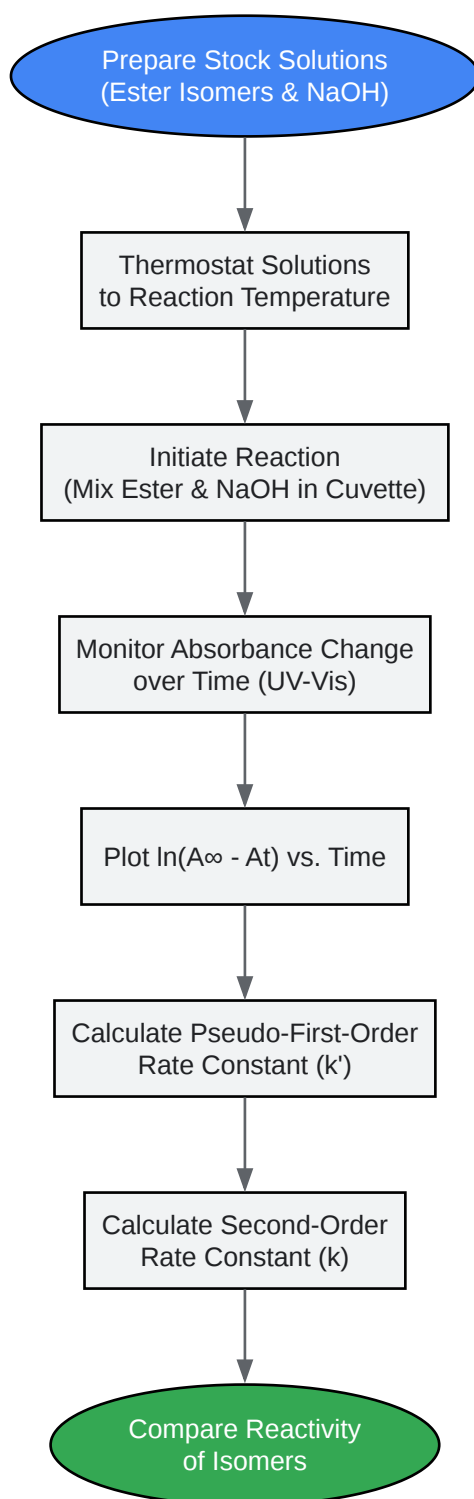 Prepare Stock Solutions
(Ester Isomers & NaOH)
Thermostat Solutions
to Reaction Temperature
Initiate Reaction
(Mix Ester & NaOH in Cuvette)
Monitor Absorbance Change
over Time (UV-Vis)
Plot ln(A∞ - At) vs. Time
Calculate Pseudo-First-Order
Rate Constant (k')
Calculate Second-Order
Rate Constant (k)
Compare Reactivity
of Isomers